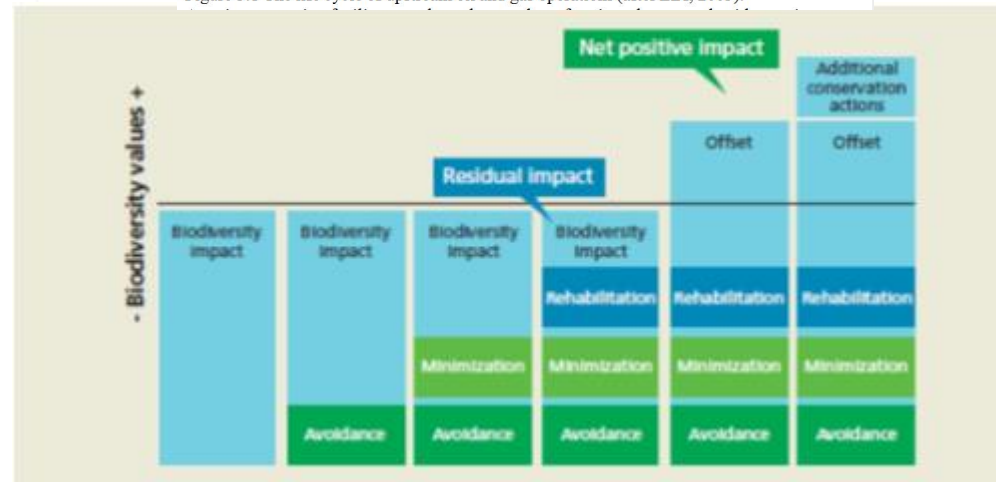 Net positive impact
Additional
conservation
actions
Offset
Offset
Residual impact
- Biodiversity values +
Biodiversity
impact
Biodiversity
impact
Biodiversity
impact
Biodiversity
impact
Rehabilitation
Rehabilitation
Rehabilitation
Minimization
Minimization
Minimization
Minimization
Avoidance
Avoidance
Avoidance
Avoidance
Avoidance